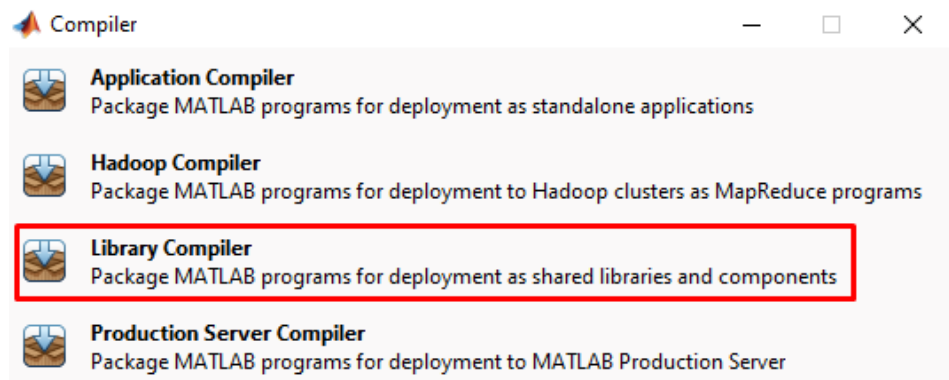 Compiler
Application Compiler
Package MATLAB programs for deployment as standalone applications
Hadoop Compiler
Package MATLAB programs for deployment to Hadoop clusters as MapReduce programs
Library Compiler
Package MATLAB programs for deployment as shared libraries and components
Production Server Compiler
Package MATLAB programs for deployment to MATLAB Production Server